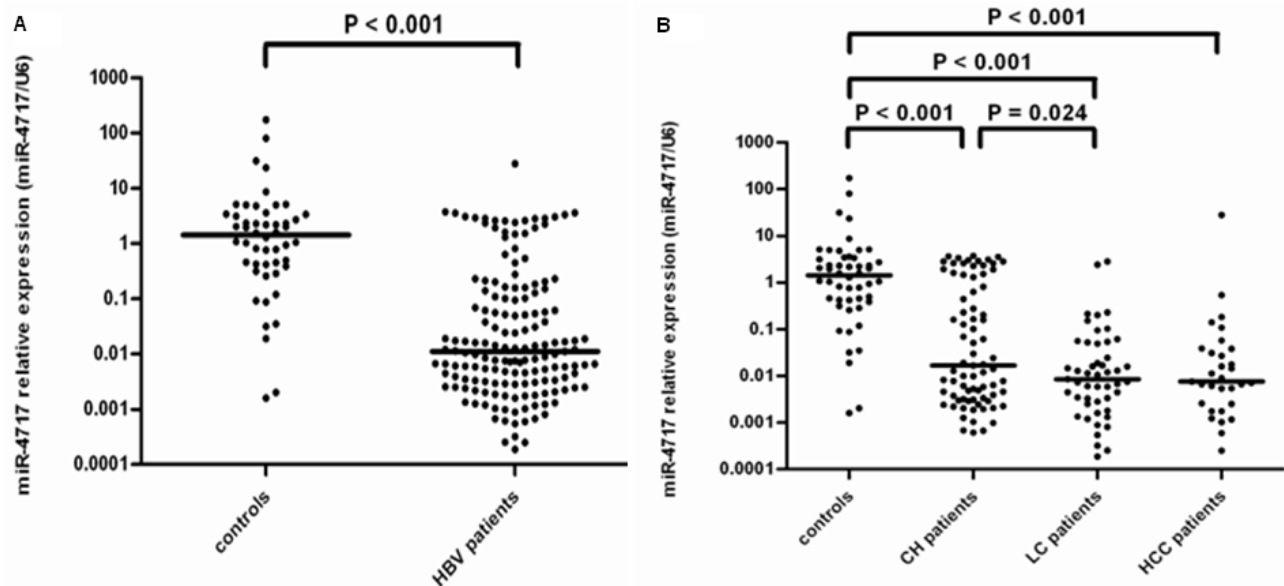 A
P < 0.001
miR-4717 relative expression (miR-4717/U6)
1000
100
10
1
0.1
0.01
0.001
0.0001
controls
HBV patients
B
P < 0.001
P < 0.001
P < 0.001
P = 0.024
miR-4717 relative expression (miR-4717/U6)
1000
100
10
1
0.1
0.01
0.001
0.0001
controls
CH patients
LC patients
HCC patients